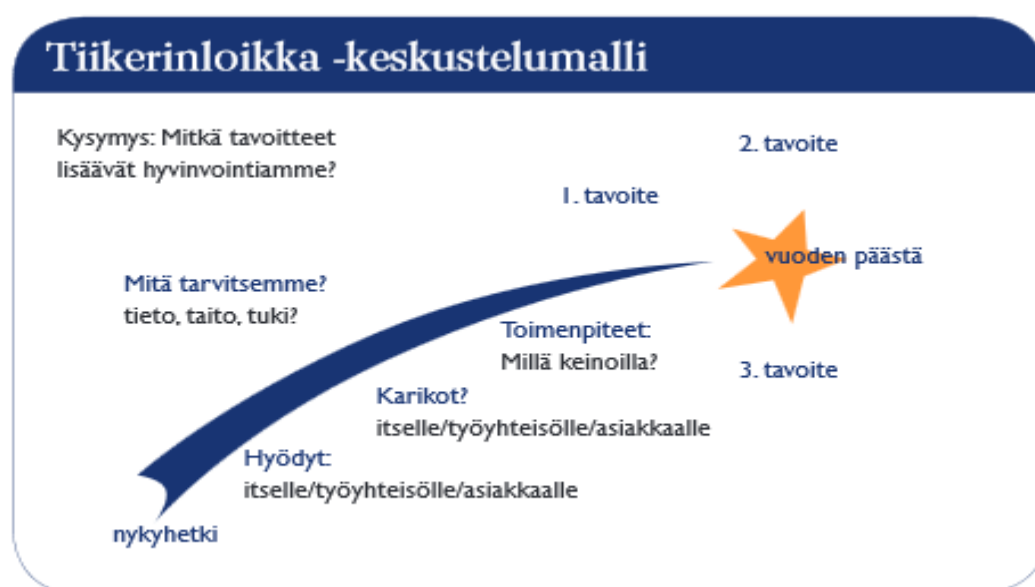 Tiikerinloikka -keskustelumalli
Kysymys: Mitkä tavoitteet
lisäävät hyvinvointiamme?
2. tavoite
1. tavoite
vuoden päästä
Mitä tarvitsemme?
tieto, taito, tuki?
Toimenpiteet:
Millä keinoilla?
3. tavoite
Karikot?
itselle/työyhteisölle/asiakkaalle
Hyödyt:
itselle/työyhteisölle/asiakkaalle
nykyhetki